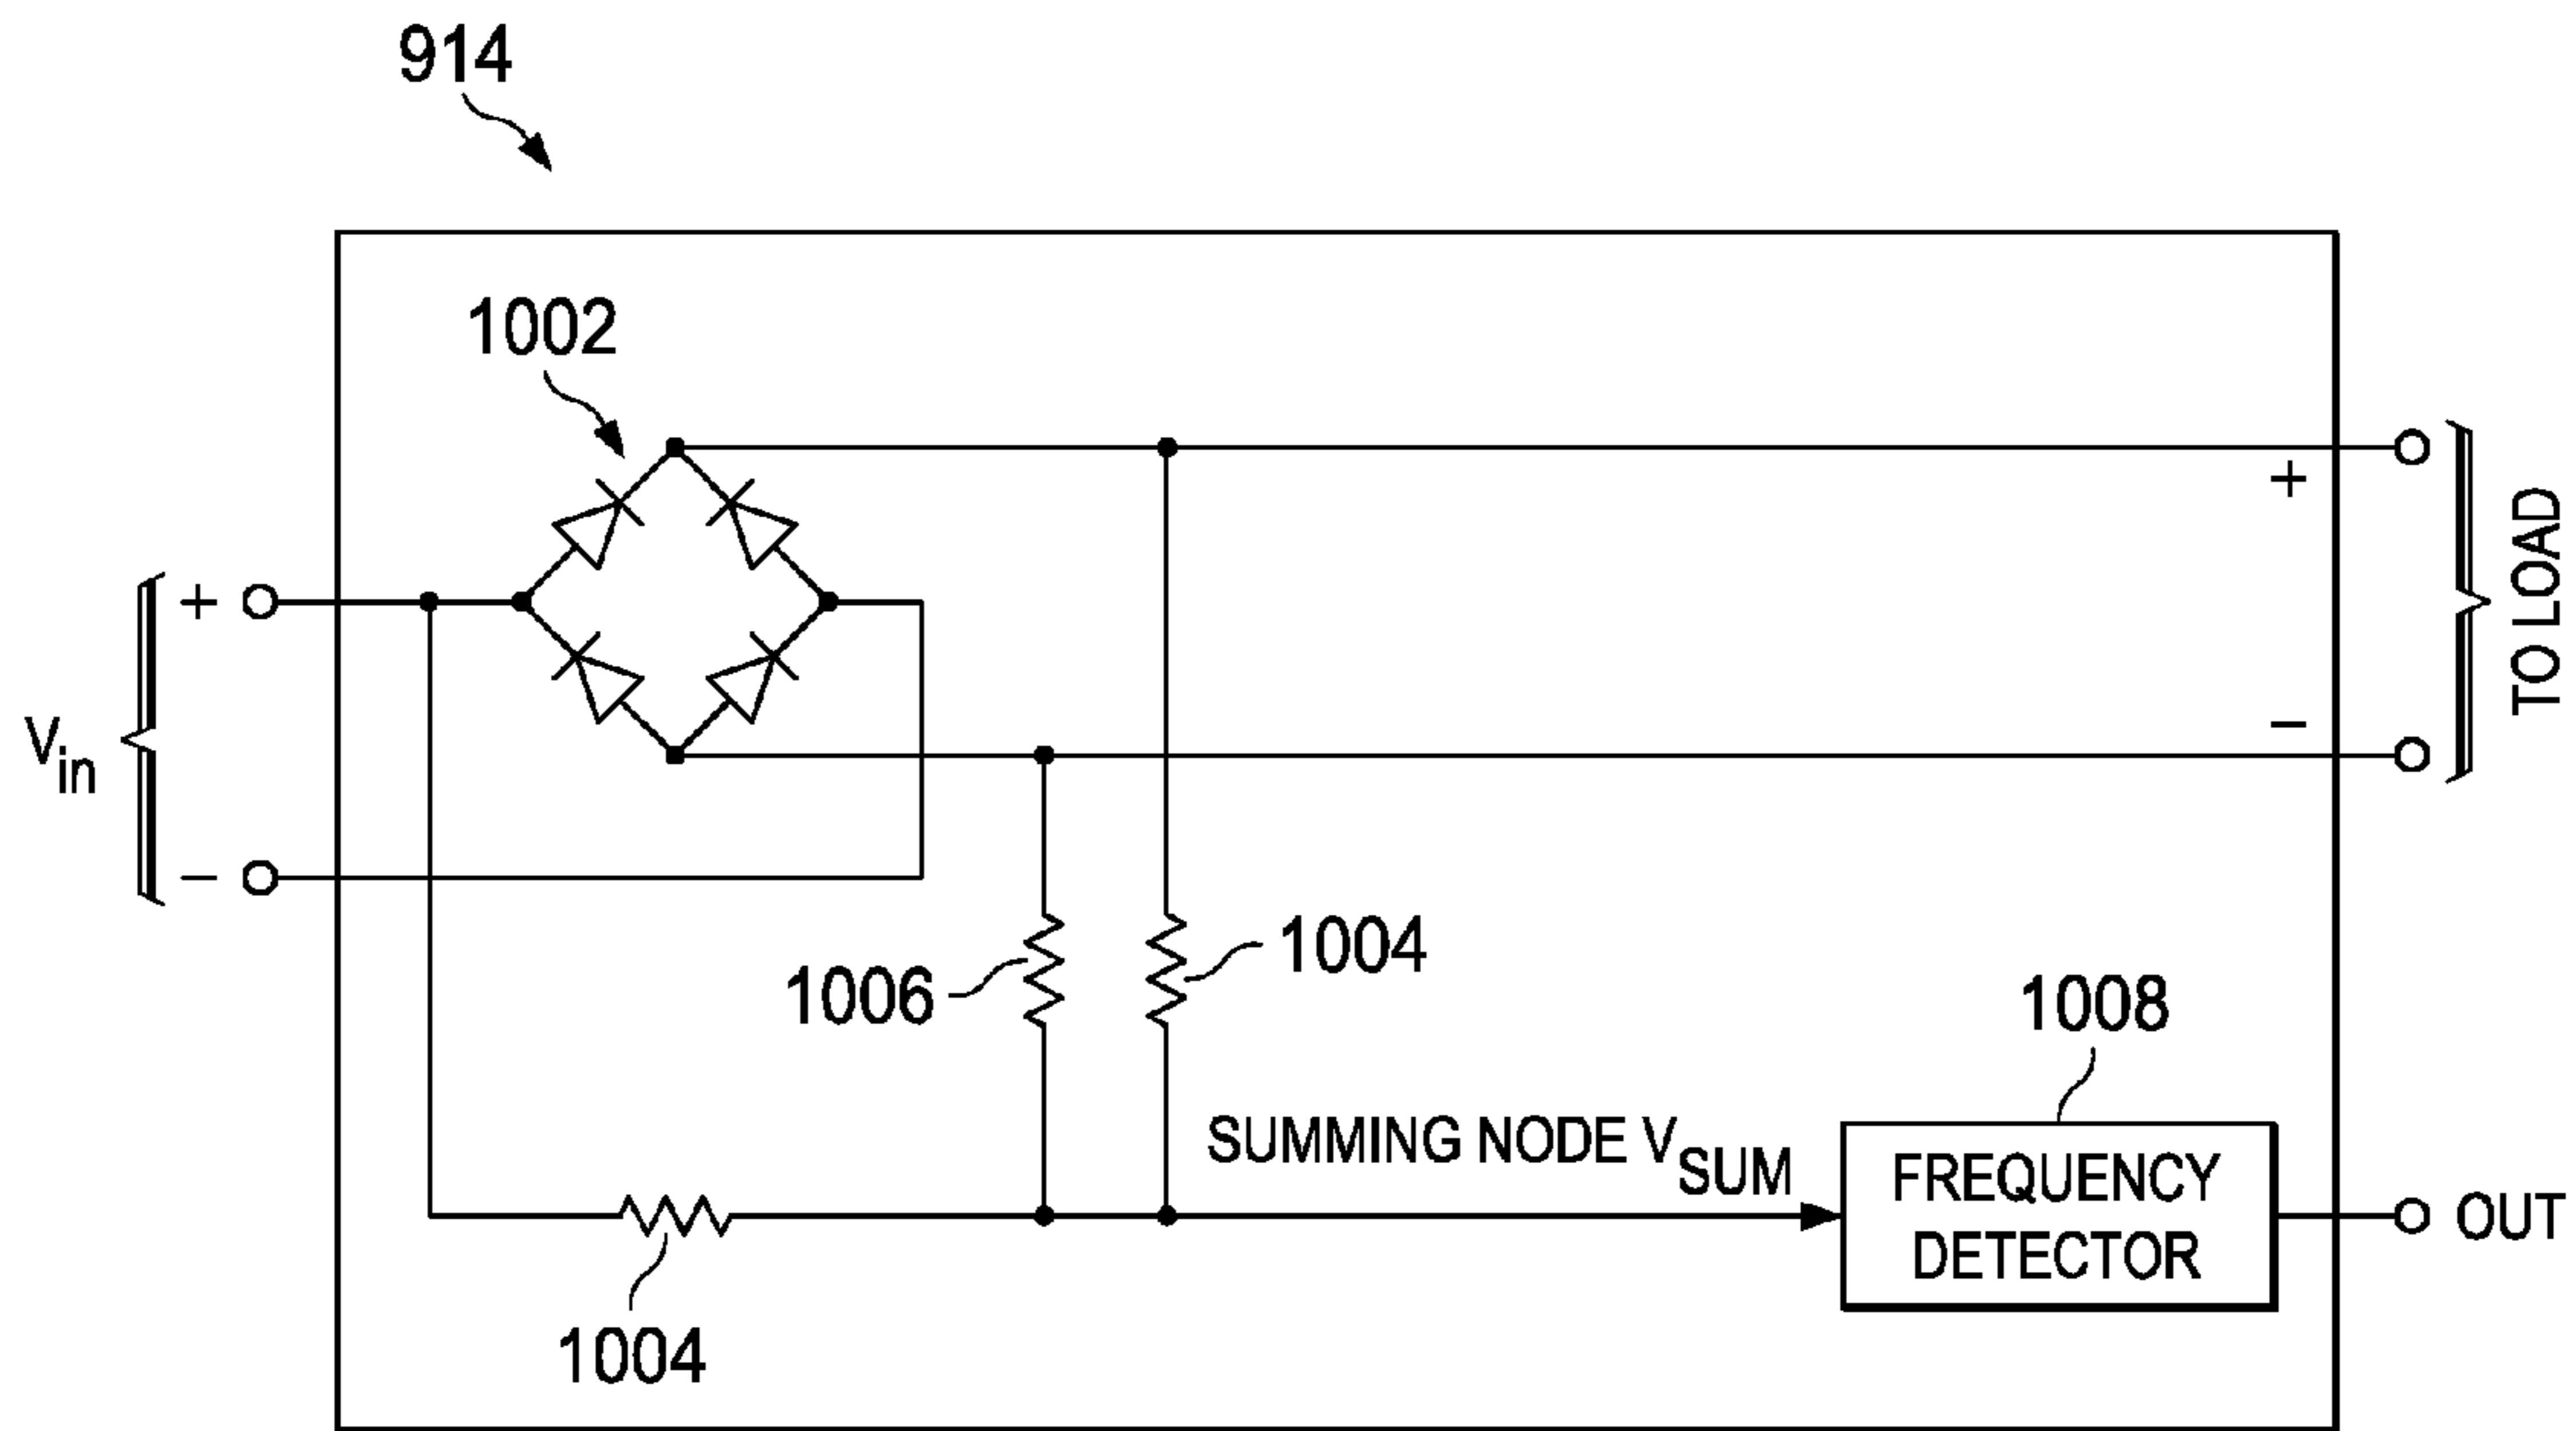 914
1002
+
+
TO LOAD
Vin
−
−
1006
1004
1008
SUMMING NODE VSUM
FREQUENCY
DETECTOR
OUT
1004